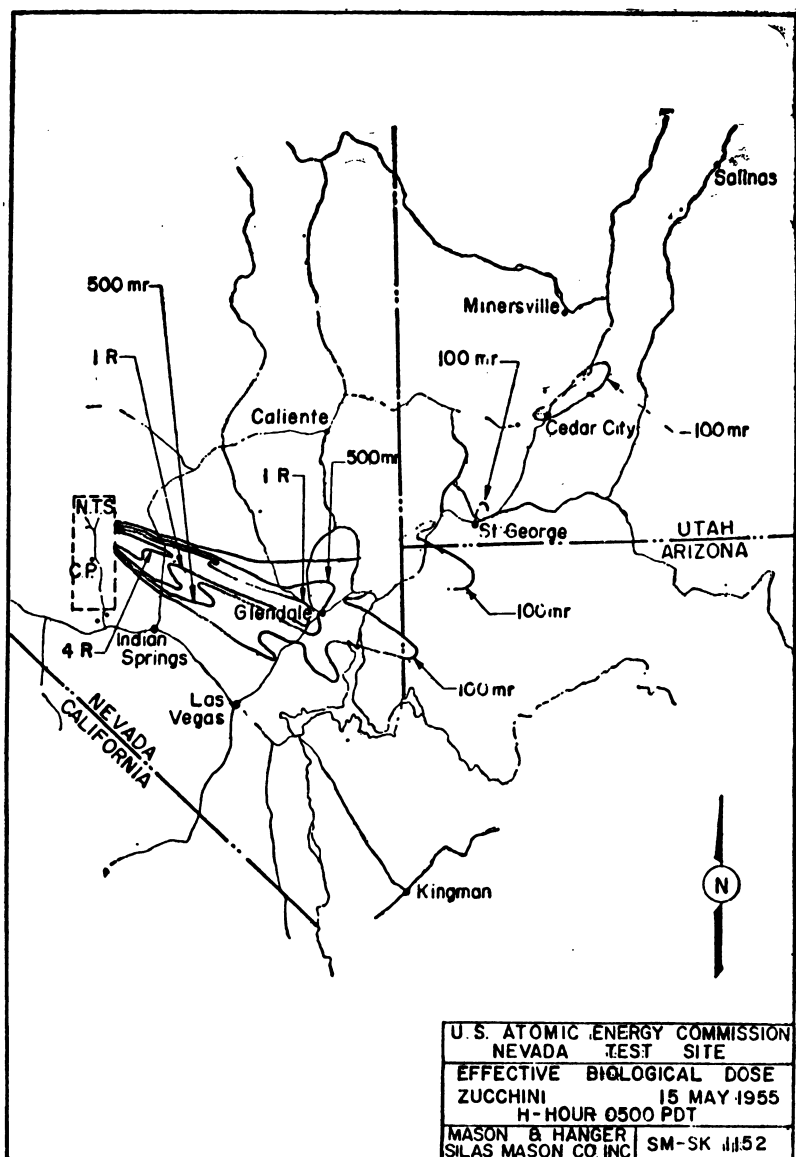 Salinas
500 mr
Minersville
1 R
100 mr
Caliente
Cedar City
100 mr
1 R
500 mr
N.T.S.
St George
UTAH
ARIZONA
C.P.
Glendale
100 mr
4 R
Indian
Springs
100 mr
Las
Vegas
NEVADA
CALIFORNIA
N
Kingman
U.S. ATOMIC ENERGY COMMISSION
NEVADA TEST SITE
EFFECTIVE BIOLOGICAL DOSE
ZUCCHINI 15 MAY 1955
H-HOUR 0500 PDT
MASON & HANGER
SILAS MASON CO. INC
SM-SK 1152